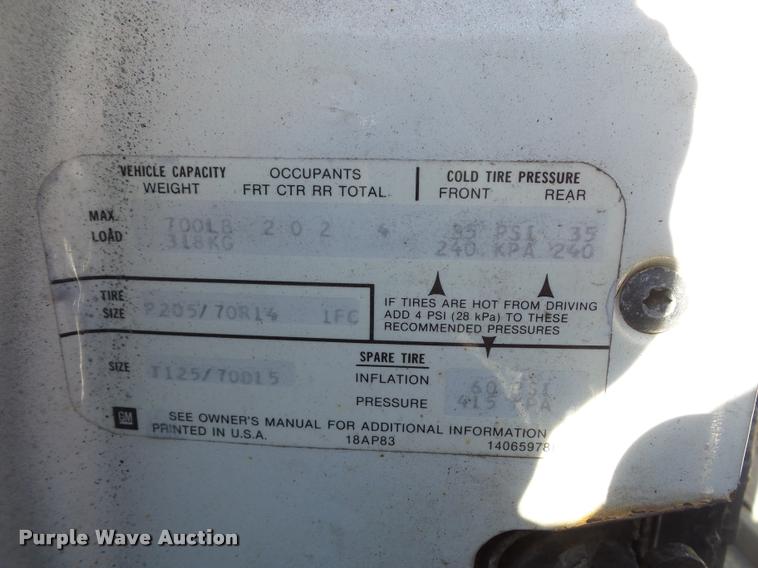 VEHICLE CAPACITY OCCUPANTS COLD TIRE PRESSURE
WEIGHT FRT CTR RR TOTAL FRONT REAR
MAX. LOAD 700LB 2 0 2 4 35 PSI 35
318KG 240 KPA 240
TIRE SIZE P205/70R14 1FC
IF TIRES ARE HOT FROM DRIVING
ADD 4 PSI (28 kPa) TO THESE
RECOMMENDED PRESSURES
SPARE TIRE
SIZE T125/70D15 INFLATION 60 PSI
PRESSURE 415 KPA
GM
SEE OWNER'S MANUAL FOR ADDITIONAL INFORMATION
PRINTED IN U.S.A. 18AP83 14065978
Purple Wave Auction